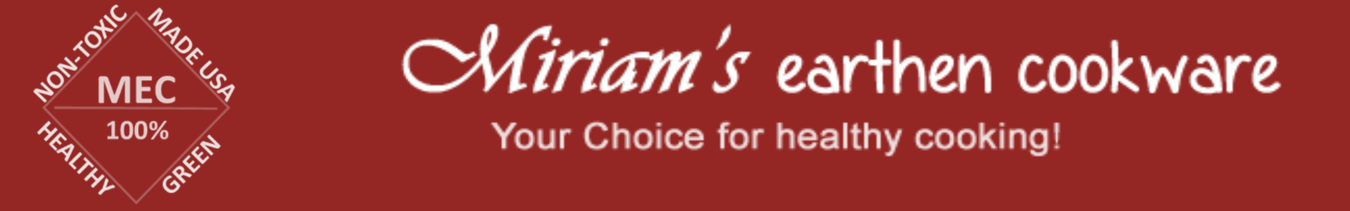 NON-TOXIC
MADE USA
MEC
100%
HEALTHY
GREEN
Miriam's earthen cookware
Your Choice for healthy cooking!